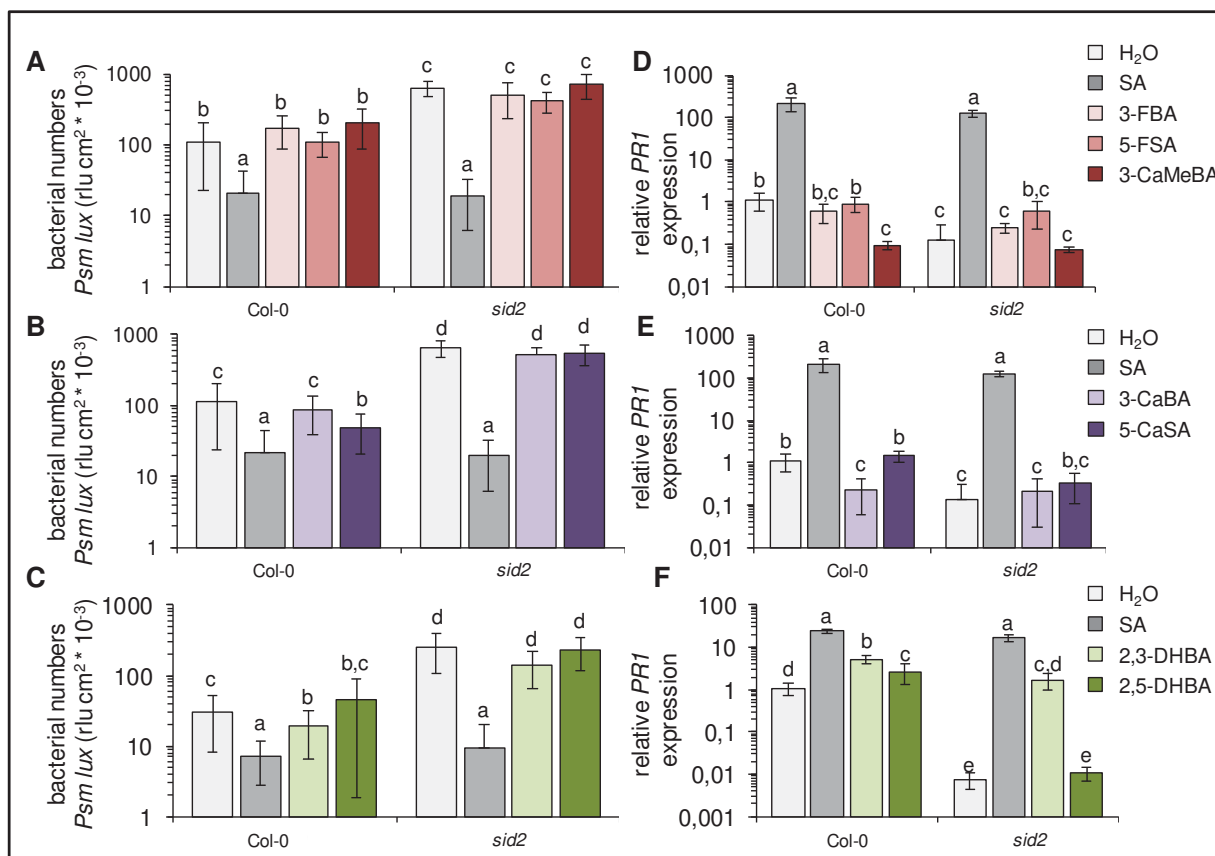 A
bacterial numbers
Psm lux (rlu cm² * 10⁻³)
1000
100
10
1
b
a
b
b
b
c
a
c
c
c
Col-0
sid2
D
relative PR1
expression
1000
100
10
1
0,1
0,01
b
a
b,c
b
c
c
a
c
b,c
c
Col-0
sid2
H₂O
SA
3-FBA
5-FSA
3-CaMeBA
B
bacterial numbers
Psm lux (rlu cm² * 10⁻³)
1000
100
10
1
c
a
c
b
d
a
d
d
Col-0
sid2
E
relative PR1
expression
1000
100
10
1
0,1
0,01
b
a
c
b
c
a
c
b,c
Col-0
sid2
H₂O
SA
3-CaBA
5-CaSA
C
bacterial numbers
Psm lux (rlu cm² * 10⁻³)
1000
100
10
1
c
a
b
b,c
d
a
d
d
Col-0
sid2
F
relative PR1
expression
100
10
1
0,1
0,01
0,001
d
a
b
c
e
a
c,d
e
Col-0
sid2
H₂O
SA
2,3-DHBA
2,5-DHBA